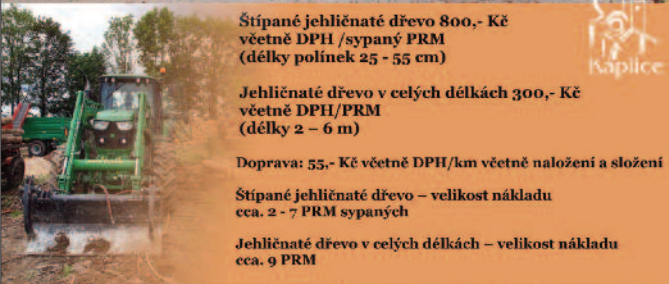 Kaplice
Štípané jehličnaté dřevo 800,- Kč
včetně DPH /sypaný PRM
(délky polínek 25 - 55 cm)
Jehličnaté dřevo v celých délkách 300,- Kč
včetně DPH/PRM
(délky 2 – 6 m)
Doprava: 55,- Kč včetně DPH/km včetně naložení a složení
Štípané jehličnaté dřevo – velikost nákladu
cca. 2 - 7 PRM sypaných
Jehličnaté dřevo v celých délkách – velikost nákladu
cca. 9 PRM